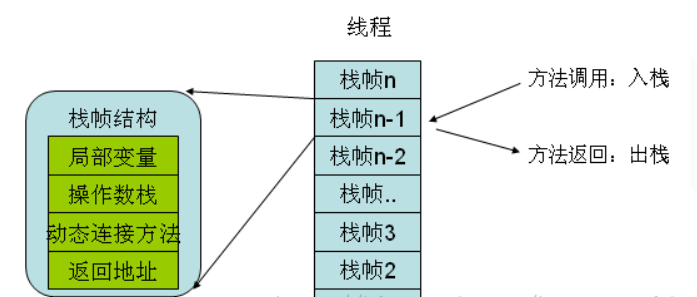 线程
栈帧n
栈帧n-1
栈帧n-2
栈帧..
栈帧3
栈帧2
方法调用：入栈
方法返回：出栈
栈帧结构
局部变量
操作数栈
动态连接方法
返回地址